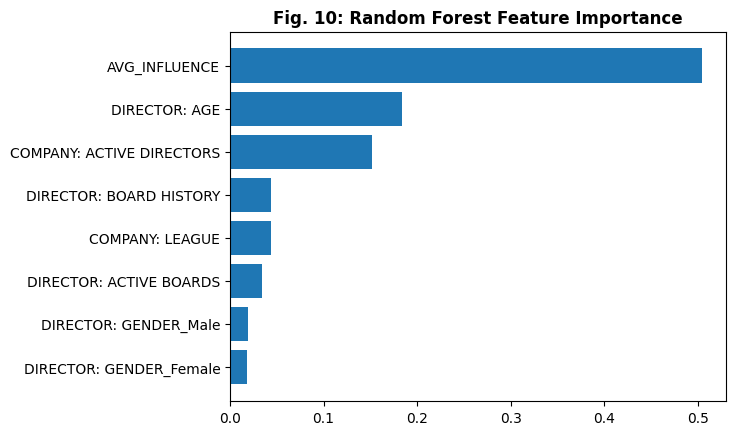 Fig. 10: Random Forest Feature Importance
AVG_INFLUENCE
DIRECTOR: AGE
COMPANY: ACTIVE DIRECTORS
DIRECTOR: BOARD HISTORY
COMPANY: LEAGUE
DIRECTOR: ACTIVE BOARDS
DIRECTOR: GENDER_Male
DIRECTOR: GENDER_Female
0.0 0.1 0.2 0.3 0.4 0.5